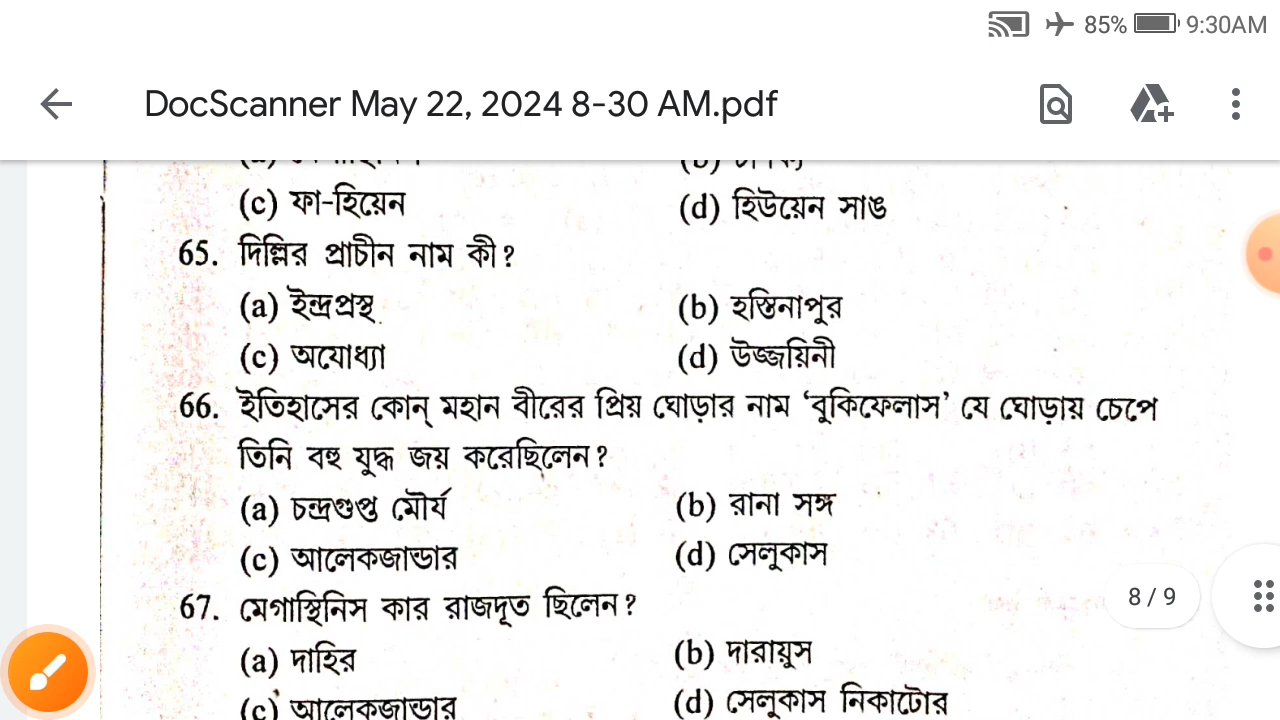 85% 9:30AM
DocScanner May 22, 2024 8-30 AM.pdf
(c) ফা-হিয়েন (d) হিউয়েন সাঙ
65. দিল্লির প্রাচীন নাম কী?
(a) ইন্দ্রপ্রস্থ (b) হস্তিনাপুর
(c) অযোধ্যা (d) উজ্জয়িনী
66. ইতিহাসের কোন্ মহান বীরের প্রিয় ঘোড়ার নাম ‘বুকিফেলাস’ যে ঘোড়ায় চেপে
তিনি বহু যুদ্ধ জয় করেছিলেন?
(a) চন্দ্রগুপ্ত মৌর্য (b) রানা সঙ্গ
(c) আলেকজান্ডার (d) সেলুকাস
67. মেগাস্থিনিস কার রাজদূত ছিলেন?
8 / 9
(a) দাহির (b) দারায়ুস
(c) আলেকজান্ডার (d) সেলুকাস নিকাটোর